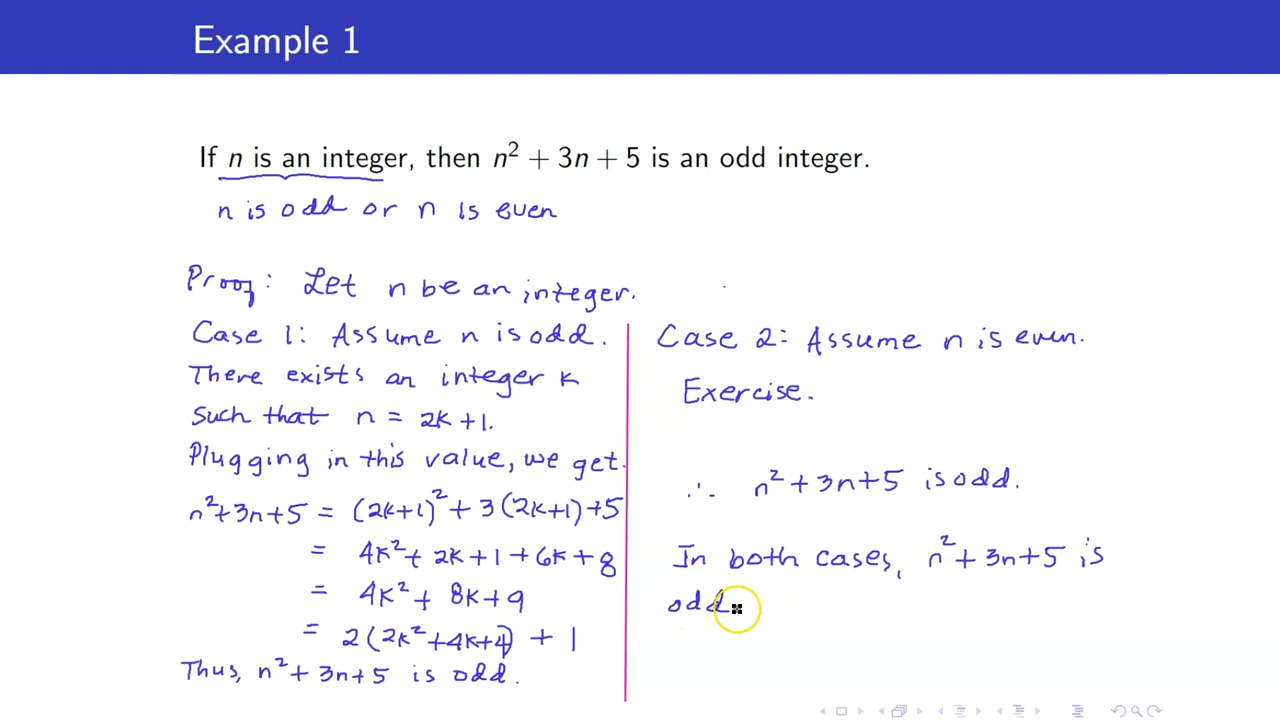 Example 1
If n is an integer, then n² + 3n + 5 is an odd integer.
n is odd or n is even
Proof: Let n be an integer.
Case 1: Assume n is odd.
There exists an integer k
Such that n = 2k+1.
Plugging in this value, we get.
n²+3n+5 = (2k+1)² + 3(2k+1)+5
= 4k² + 2k + 1 + 6k + 8
= 4k² + 8k + 9
= 2(2k²+4k+4) + 1
Thus, n²+3n+5 is odd.
Case 2: Assume n is even.
Exercise.
∴ n²+3n+5 is odd.
In both cases, n²+3n+5 is
odd.